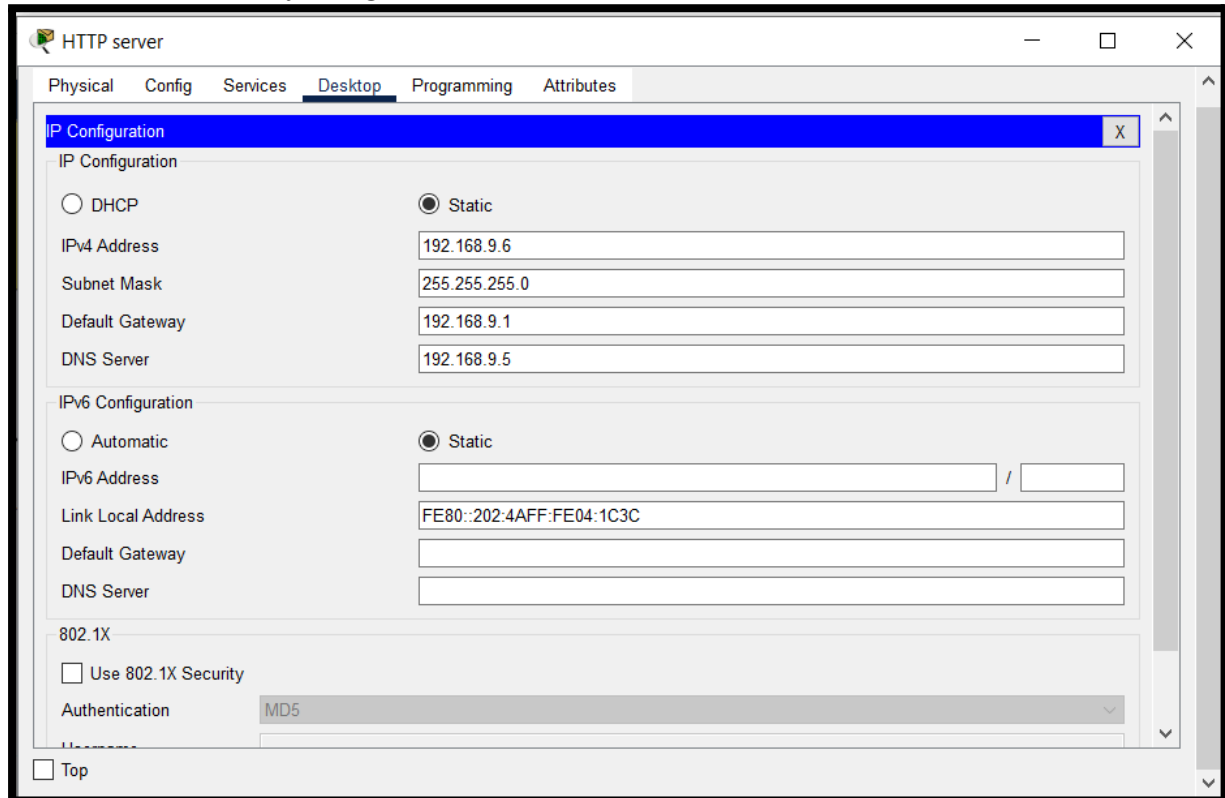 HTTP server
Physical Config Services Desktop Programming Attributes
IP Configuration X
IP Configuration
DHCP Static
IPv4 Address 192.168.9.6
Subnet Mask 255.255.255.0
Default Gateway 192.168.9.1
DNS Server 192.168.9.5
IPv6 Configuration
Automatic Static
IPv6 Address /
Link Local Address FE80::202:4AFF:FE04:1C3C
Default Gateway
DNS Server
802.1X
Use 802.1X Security
Authentication MD5
Top